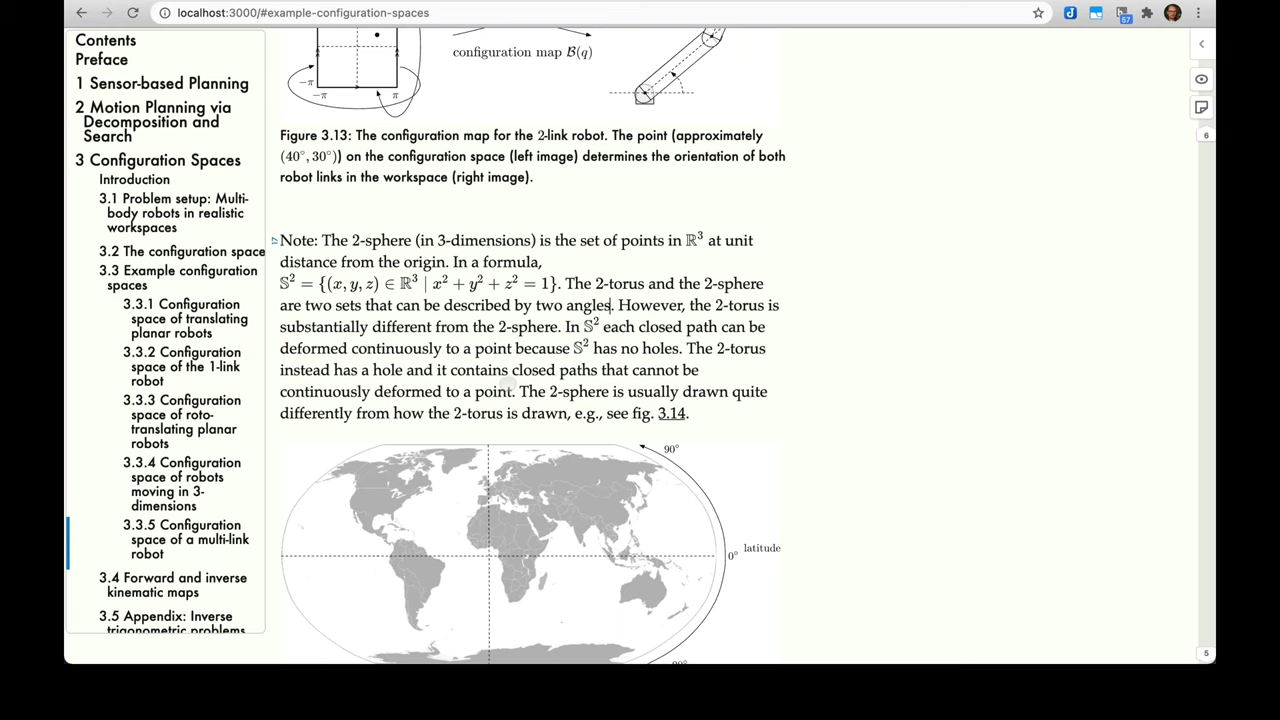 localhost:3000/#example-configuration-spaces
57
Contents
Preface
1 Sensor-based Planning
2 Motion Planning via
Decomposition and
Search
3 Configuration Spaces
Introduction
3.1 Problem setup: Multi-
body robots in realistic
workspaces
3.2 The configuration space
3.3 Example configuration
spaces
3.3.1 Configuration
space of translating
planar robots
3.3.2 Configuration
space of the 1-link
robot
3.3.3 Configuration
space of roto-
translating planar
robots
3.3.4 Configuration
space of robots
moving in 3-
dimensions
3.3.5 Configuration
space of a multi-link
robot
3.4 Forward and inverse
kinematic maps
3.5 Appendix: Inverse
trigonometric problems
−π
−π
π
configuration map ℬ(q)
Figure 3.13: The configuration map for the 2-link robot. The point (approximately
(40°, 30°)) on the configuration space (left image) determines the orientation of both
robot links in the workspace (right image).
17
Note: The 2-sphere (in 3-dimensions) is the set of points in ℝ³ at unit
distance from the origin. In a formula,
𝕊² = {(x, y, z) ∈ ℝ³ | x² + y² + z² = 1}. The 2-torus and the 2-sphere
are two sets that can be described by two angles. However, the 2-torus is
substantially different from the 2-sphere. In 𝕊² each closed path can be
deformed continuously to a point because 𝕊² has no holes. The 2-torus
instead has a hole and it contains closed paths that cannot be
continuously deformed to a point. The 2-sphere is usually drawn quite
differently from how the 2-torus is drawn, e.g., see fig. 3.14.
90°
0°
latitude
6
5